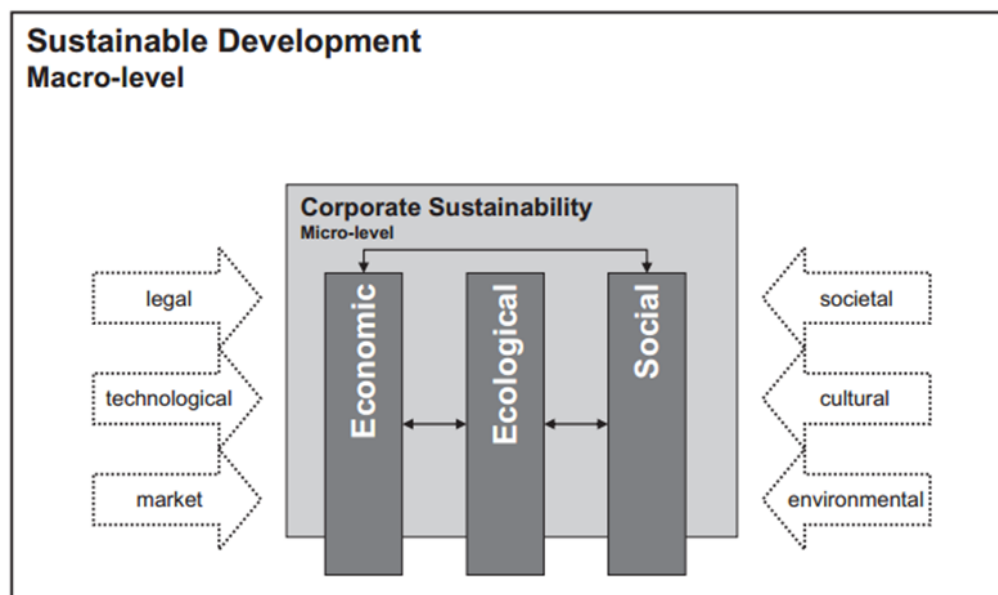 Sustainable Development
Macro-level
Corporate Sustainability
Micro-level
legal
technological
market
Economic
Ecological
Social
societal
cultural
environmental